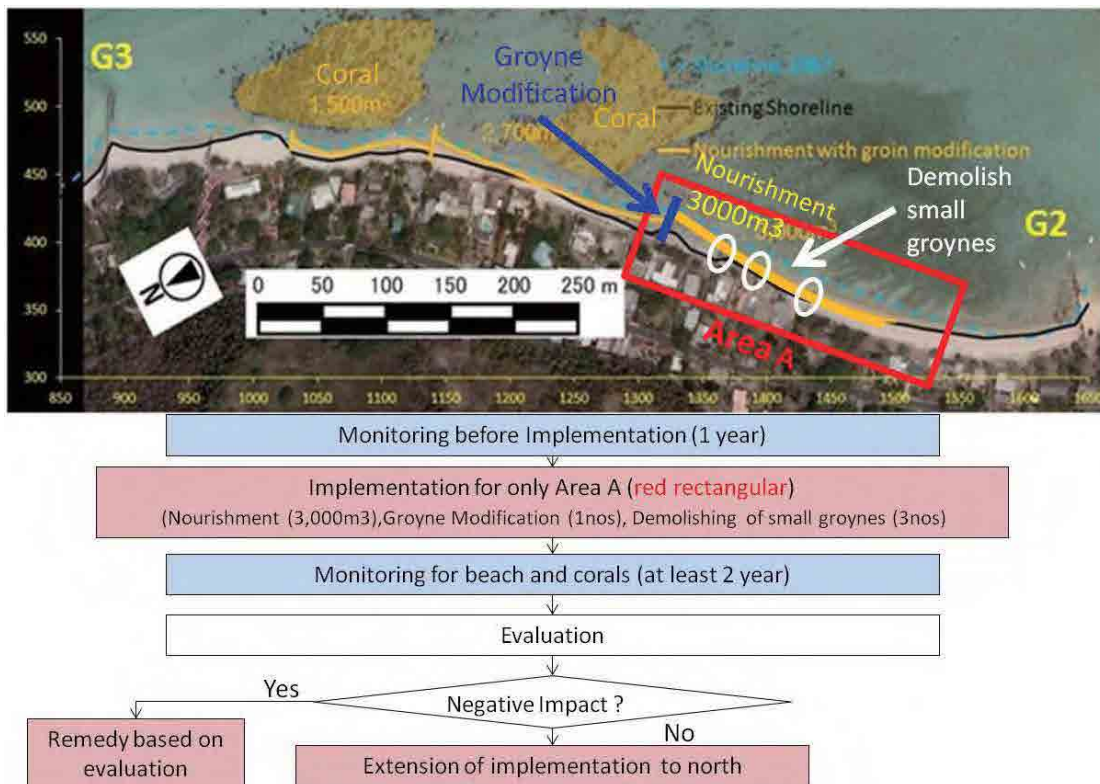 550
500
450
400
350
300
G3
Coral
1,500m
Groyne
Modification
2,700m
Coral
Existing Shoreline
Nourishment with groin modification
Nourishment
3000m3
Demolish
small
groynes
G2
N
0 50 100 150 200 250 m
Area A
850 900 950 1000 1050 1100 1150 1200 1250 1300 1350 1400 1450 1500 1550 1600 1650
Monitoring before Implementation (1 year)
Implementation for only Area A (red rectangular)
(Nourishment (3,000m3),Groyne Modification (1nos), Demolishing of small groynes (3nos)
Monitoring for beach and corals (at least 2 year)
Evaluation
Negative Impact ?
Yes
No
Remedy based on
evaluation
Extension of implementation to north